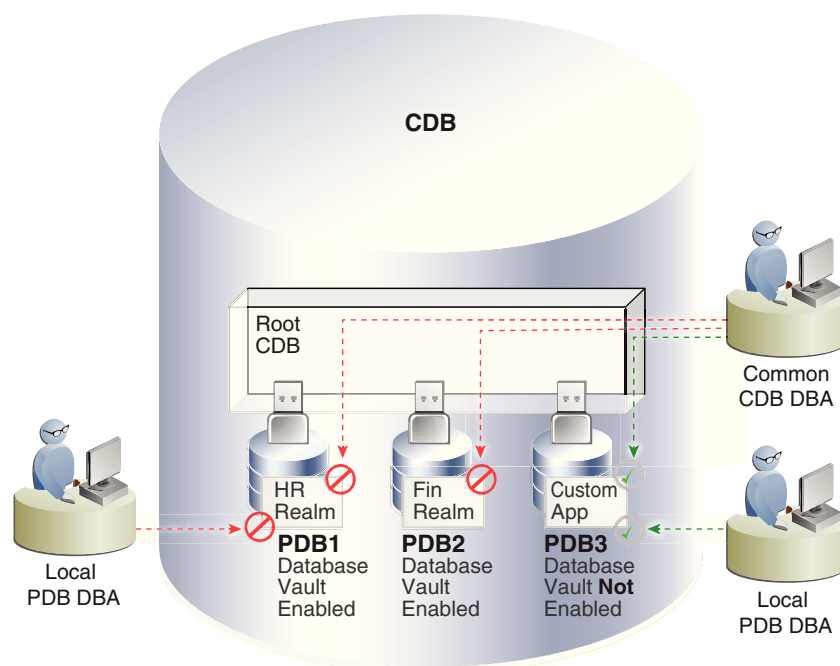 CDB
Root
CDB
Common
CDB DBA
HR
Realm
Fin
Realm
Custom
App
PDB1
Database
Vault
Enabled
PDB2
Database
Vault
Enabled
PDB3
Database
Vault Not
Enabled
Local
PDB DBA
Local
PDB DBA